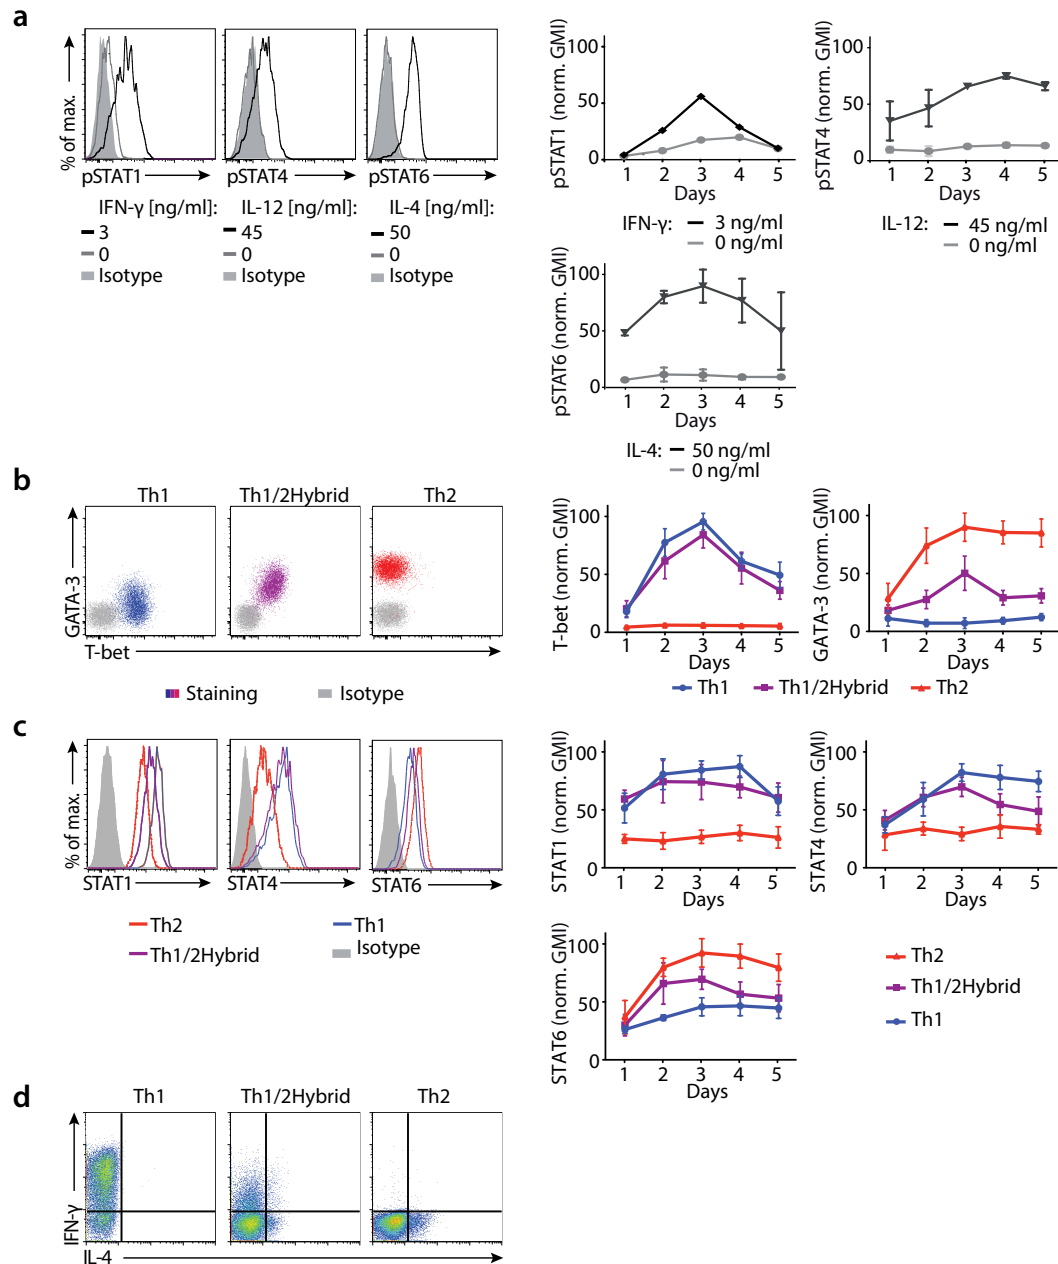 a
% of max.
pSTAT1
pSTAT4
pSTAT6
IFN-γ [ng/ml]:
3
0
Isotype
IL-12 [ng/ml]:
45
0
Isotype
IL-4 [ng/ml]:
50
0
Isotype
pSTAT1 (norm. GMI)
100
50
0
1 2 3 4 5
Days
IFN-γ:
3 ng/ml
0 ng/ml
pSTAT4 (norm. GMI)
100
50
0
1 2 3 4 5
Days
IL-12:
45 ng/ml
0 ng/ml
pSTAT6 (norm. GMI)
100
50
0
1 2 3 4 5
Days
IL-4:
50 ng/ml
0 ng/ml
b
Th1
Th1/2Hybrid
Th2
GATA-3
T-bet
Staining
Isotype
T-bet (norm. GMI)
100
50
0
1 2 3 4 5
Days
GATA-3 (norm. GMI)
100
50
0
1 2 3 4 5
Days
Th1
Th1/2Hybrid
Th2
c
% of max.
STAT1
STAT4
STAT6
Th2
Th1
Th1/2Hybrid
Isotype
STAT1 (norm. GMI)
100
50
0
1 2 3 4 5
Days
STAT4 (norm. GMI)
100
50
0
1 2 3 4 5
Days
STAT6 (norm. GMI)
100
50
0
1 2 3 4 5
Days
Th2
Th1/2Hybrid
Th1
d
Th1
Th1/2Hybrid
Th2
IFN-γ
IL-4